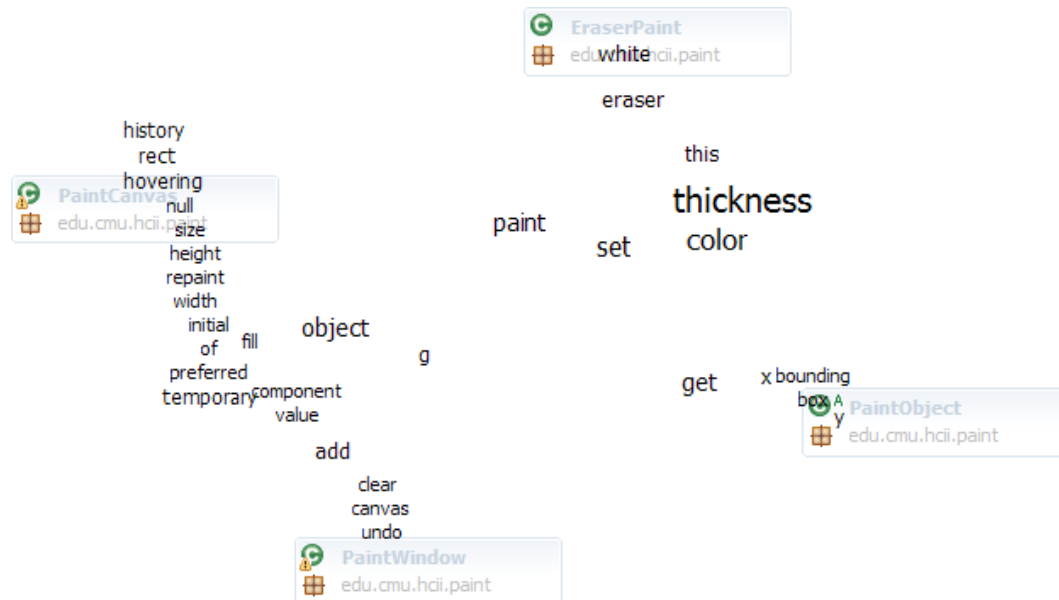 EraserPaint
edu.cmu.hcii.paint
white
eraser
history
rect
this
hovering
PaintCanvas
edu.cmu.hcii.paint
null
size
height
repaint
width
initial
of
fill
preferred
temporary
thickness
color
paint
set
object
g
get
x bounding
box
A
y
PaintObject
edu.cmu.hcii.paint
component
value
add
clear
canvas
undo
PaintWindow
edu.cmu.hcii.paint